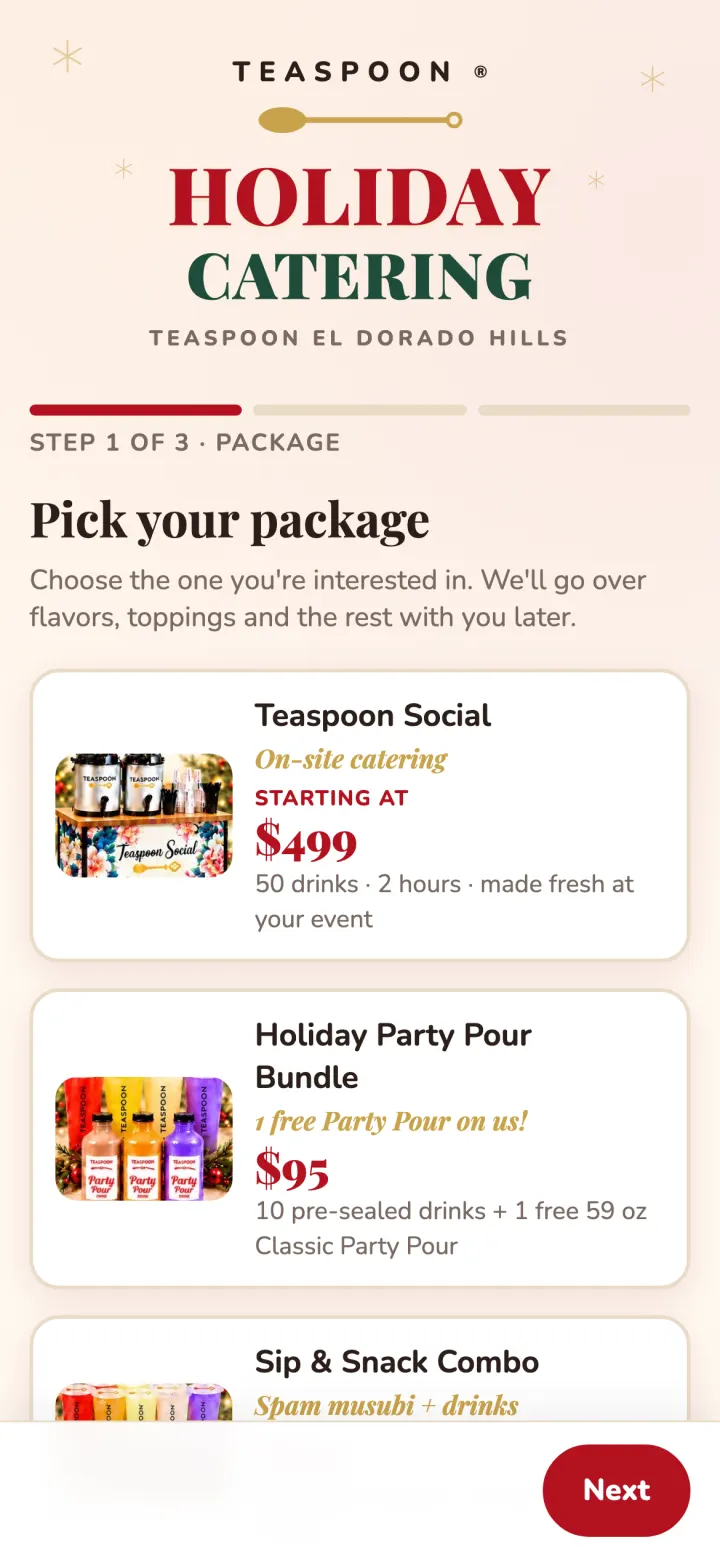 TEASPOON ®
HOLIDAY
CATERING
TEASPOON EL DORADO HILLS
STEP 1 OF 3 · PACKAGE
Pick your package
Choose the one you're interested in. We'll go over
flavors, toppings and the rest with you later.
TEASPOON
TEASPOON
Teaspoon Social
Teaspoon Social
On-site catering
STARTING AT
$499
50 drinks · 2 hours · made fresh at
your event
TEASPOON
TEASPOON
TEASPOON
TEASPOON
TEASPOON
TEASPOON
TEASPOON
Party
Pour
Party
Pour
Party
Pour
Holiday Party Pour
Bundle
1 free Party Pour on us!
$95
10 pre-sealed drinks + 1 free 59 oz
Classic Party Pour
Sip & Snack Combo
Spam musubi + drinks
Next